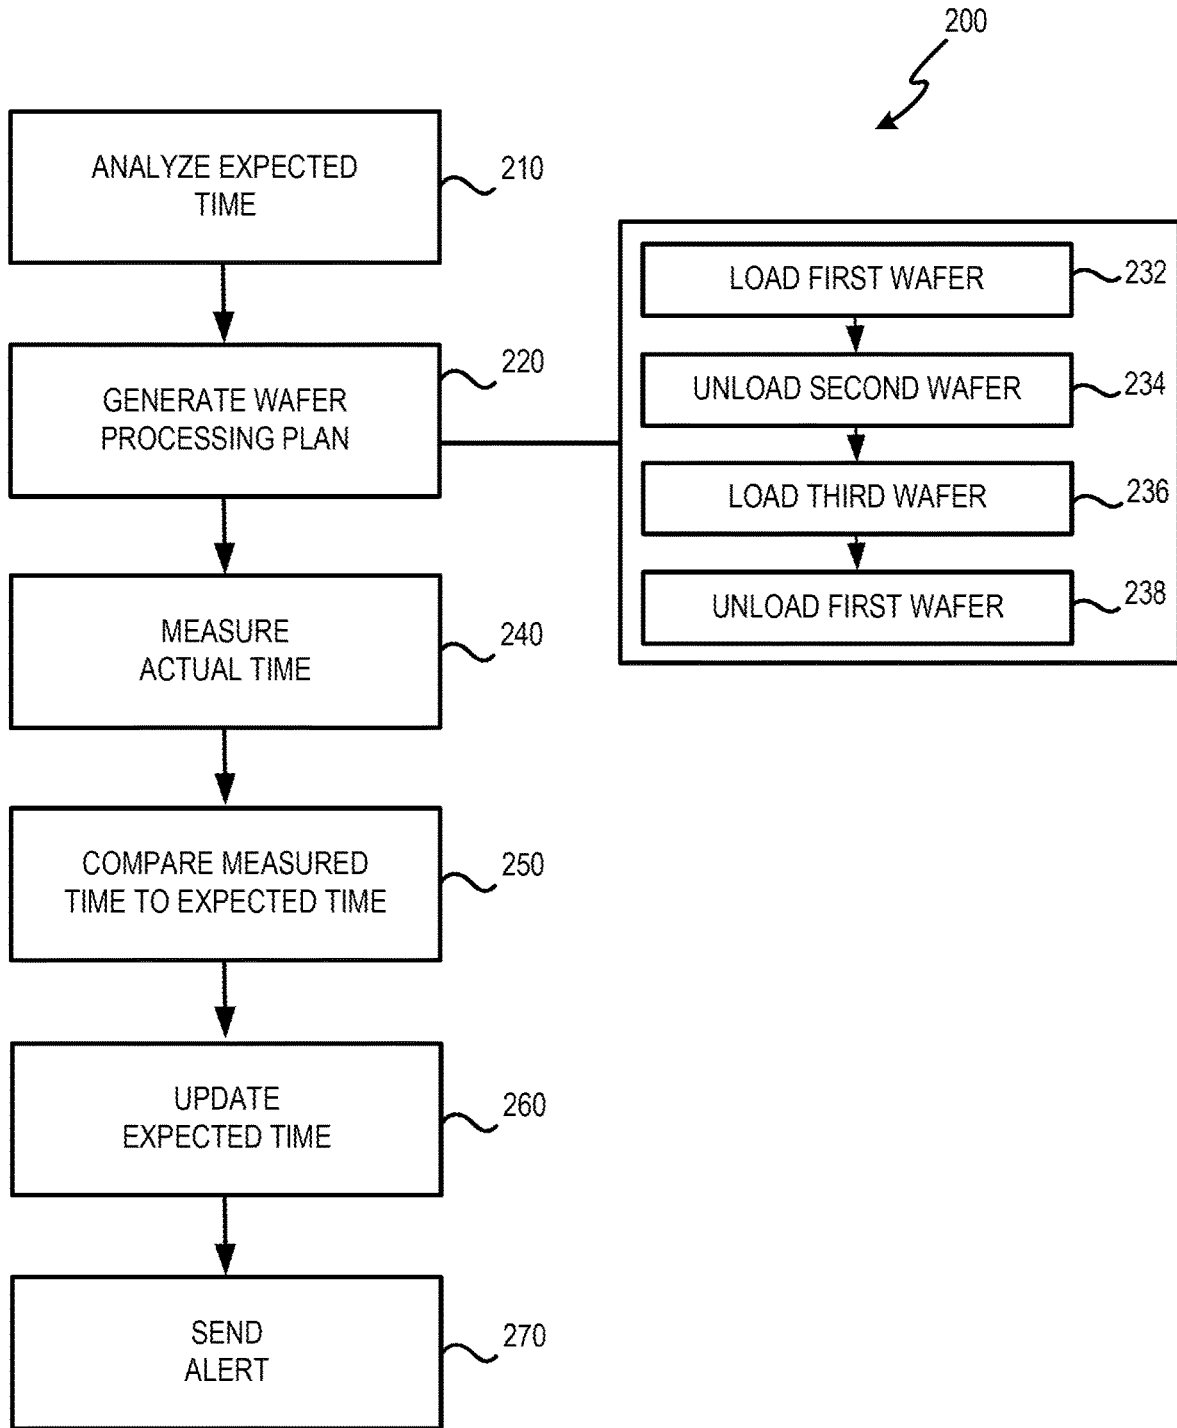 200
ANALYZE EXPECTED
TIME
210
GENERATE WAFER
PROCESSING PLAN
220
LOAD FIRST WAFER
232
UNLOAD SECOND WAFER
234
LOAD THIRD WAFER
236
UNLOAD FIRST WAFER
238
MEASURE
ACTUAL TIME
240
COMPARE MEASURED
TIME TO EXPECTED TIME
250
UPDATE
EXPECTED TIME
260
SEND
ALERT
270